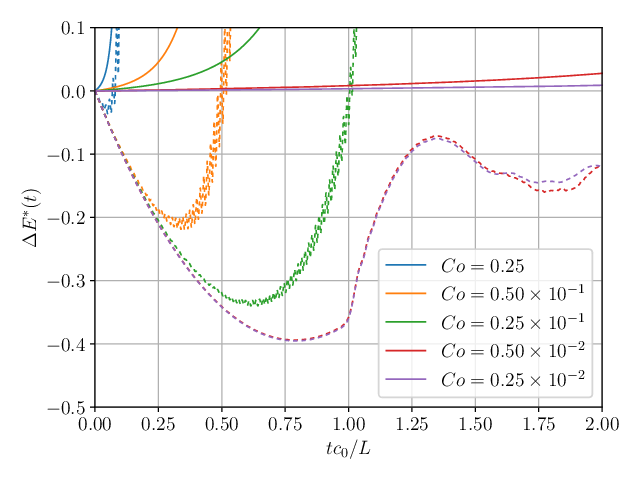 0.1
0.0
−0.1
−0.2
−0.3
−0.4
−0.5
ΔE*(t)
0.00 0.25 0.50 0.75 1.00 1.25 1.50 1.75 2.00
tc₀/L
Co = 0.25
Co = 0.50 × 10⁻¹
Co = 0.25 × 10⁻¹
Co = 0.50 × 10⁻²
Co = 0.25 × 10⁻²